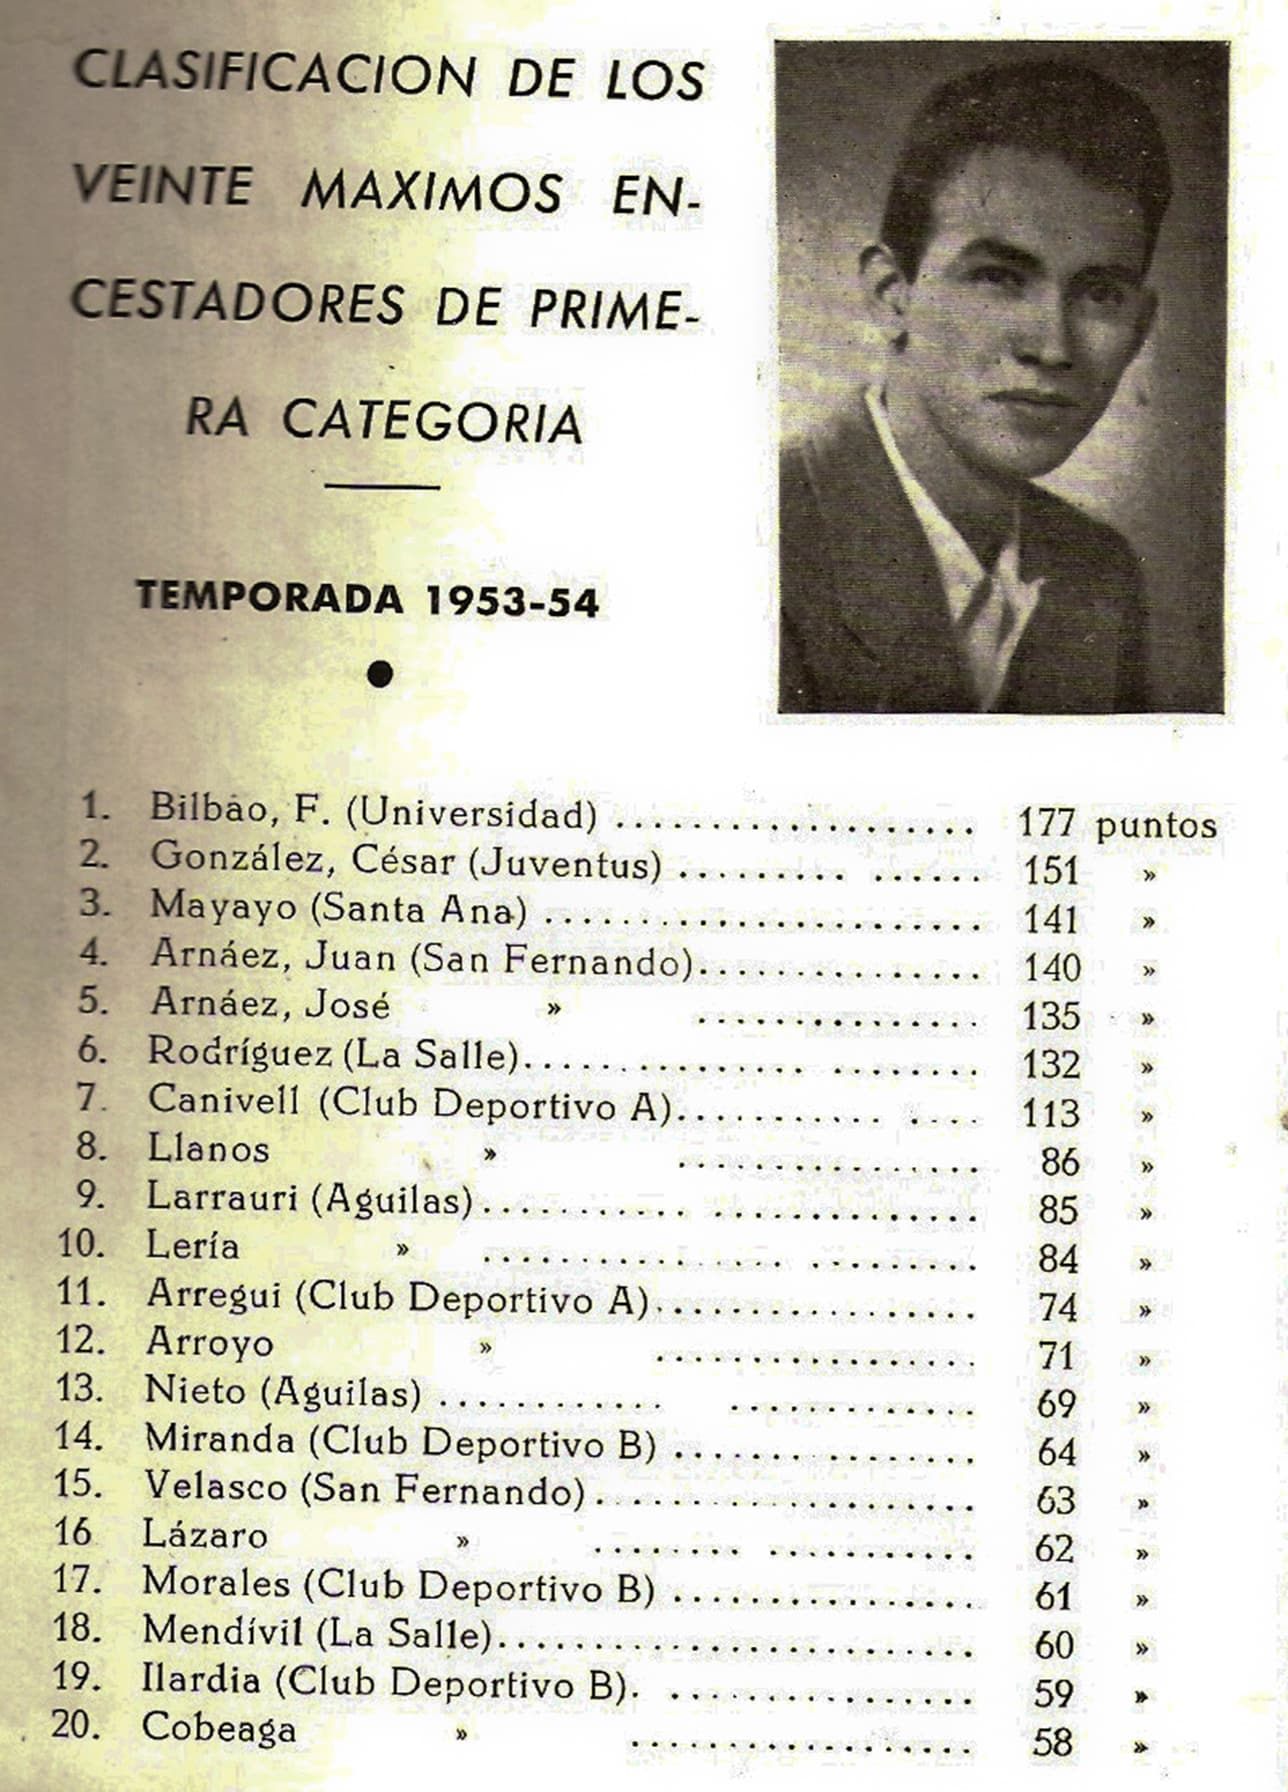 CLASIFICACION DE LOS
VEINTE MAXIMOS EN-
CESTADORES DE PRIME-
RA CATEGORIA
TEMPORADA 1953-54
1. Bilbao, F. (Universidad) .................... 177 puntos
2. González, César (Juventus) ......... ...... 151 »
3. Mayayo (Santa Ana) ........................ 141 »
4. Arnáez, Juan (San Fernando)................ 140 »
5. Arnáez, José » ............... 135 »
6. Rodríguez (La Salle)................ ........ 132 »
7. Canivell (Club Deportivo A)........... .... 113 »
8. Llanos » ................ 86 »
9. Larrauri (Aguilas)........... .............. 85 »
10. Lería » ................ ......... 84 »
11. Arregui (Club Deportivo A)................. 74 »
12. Arroyo » ................. 71 »
13. Nieto (Aguilas) ............ ............. 69 »
14. Miranda (Club Deportivo B) ................ 64 »
15. Velasco (San Fernando)..................... 63 »
16 Lázaro » ........ ........... 62 »
17. Morales (Club Deportivo B) ................ 61 »
18. Mendívil (La Salle)......................... 60 »
19. Ilardia (Club Deportivo B). ................ 59 »
20. Cobeaga » .................. 58 »